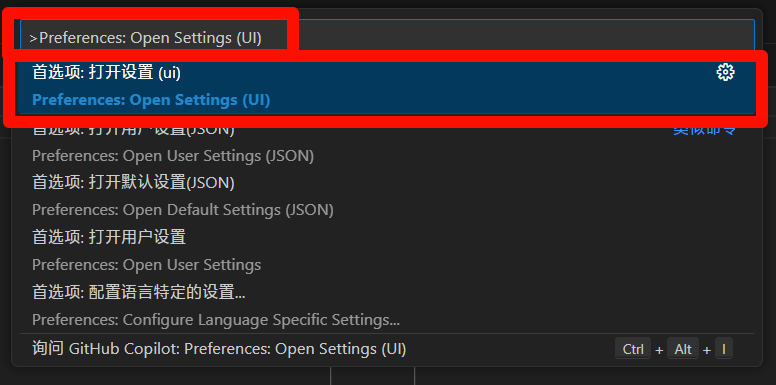 >Preferences: Open Settings (UI)
首选项: 打开设置 (ui)
Preferences: Open Settings (UI)
首选项: 打开用户设置(JSON)
类似命令
Preferences: Open User Settings (JSON)
首选项: 打开默认设置(JSON)
Preferences: Open Default Settings (JSON)
首选项: 打开用户设置
Preferences: Open User Settings
首选项: 配置语言特定的设置...
Preferences: Configure Language Specific Settings...
询问 GitHub Copilot: Preferences: Open Settings (UI)
Ctrl + Alt + I